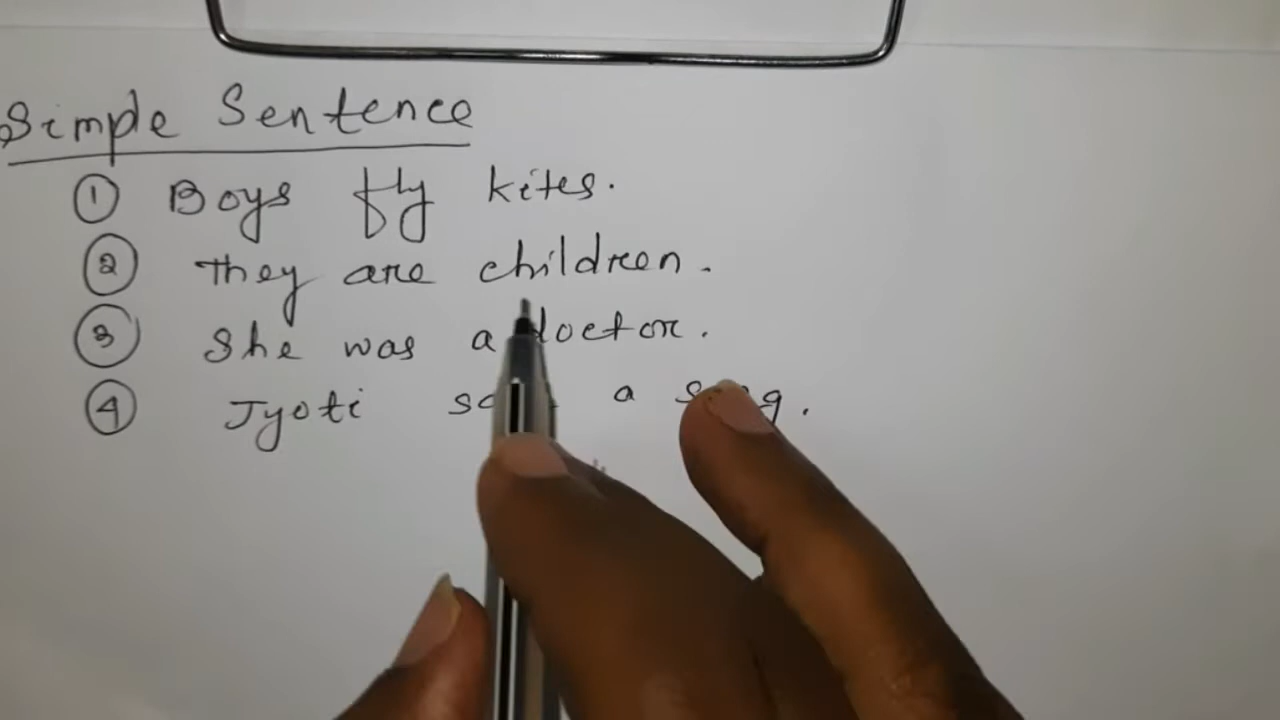 Simple Sentence
① Boys fly kites.
② They are children.
③ She was a doctor.
④ Jyoti a